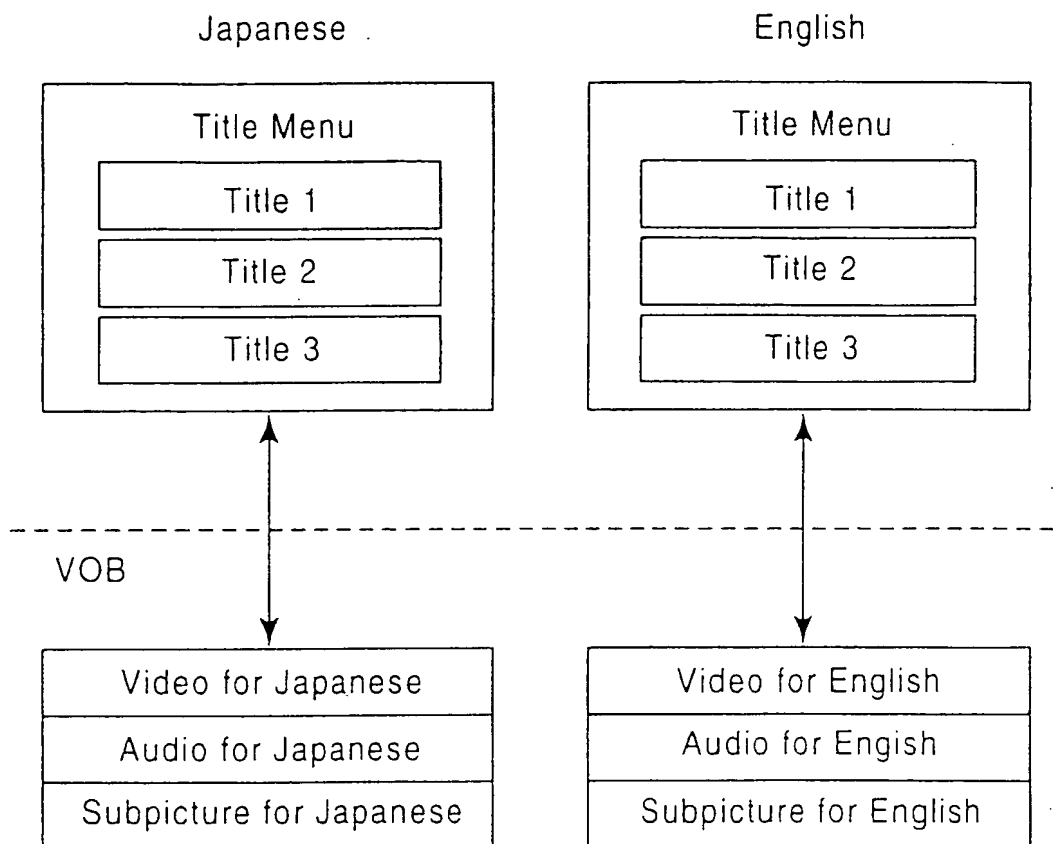 Japanese
English
Title Menu
Title 1
Title 2
Title 3
Title Menu
Title 1
Title 2
Title 3
VOB
Video for Japanese
Audio for Japanese
Subpicture for Japanese
Video for English
Audio for Engish
Subpicture for English